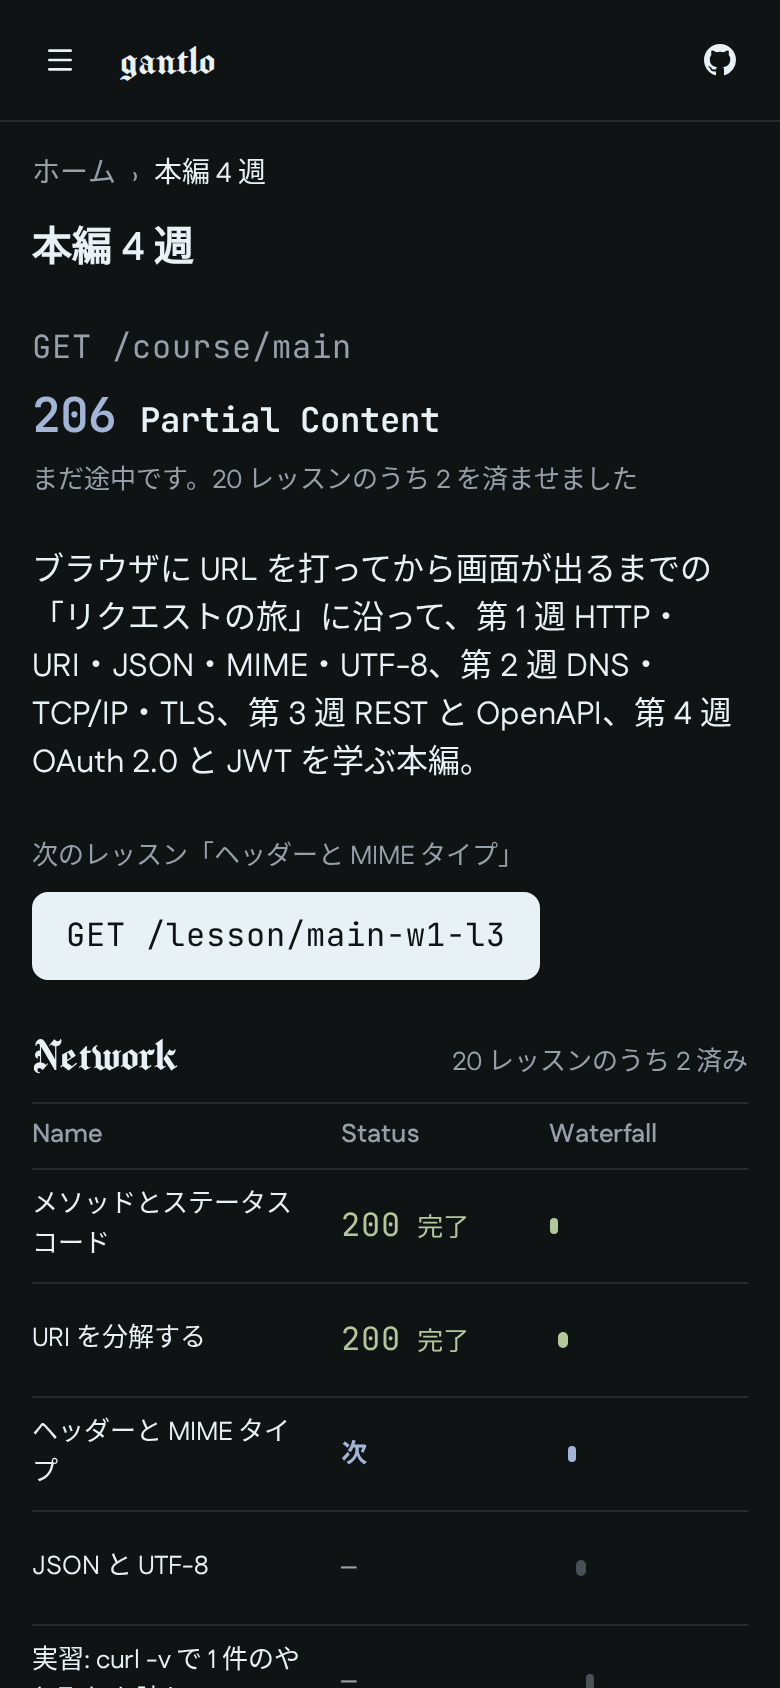 gantlo
ホーム › 本編 4 週
本編 4 週
GET /course/main
206 Partial Content
まだ途中です。20 レッスンのうち 2 を済ませました
ブラウザに URL を打ってから画面が出るまでの
「リクエストの旅」に沿って、第 1 週 HTTP・
URI・JSON・MIME・UTF-8、第 2 週 DNS・
TCP/IP・TLS、第 3 週 REST と OpenAPI、第 4 週
OAuth 2.0 と JWT を学ぶ本編。
次のレッスン「ヘッダーと MIME タイプ」
GET /lesson/main-w1-l3
Network 20 レッスンのうち 2 済み
Name Status Waterfall
メソッドとステータス
コード
200 完了
URI を分解する 200 完了
ヘッダーと MIME タイ
プ
次
JSON と UTF-8 –
実習: curl -v で 1 件のや
–